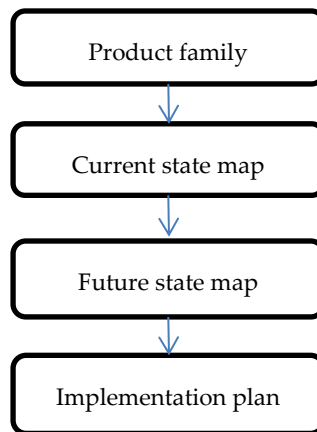 Product family
Current state map
Future state map
Implementation plan